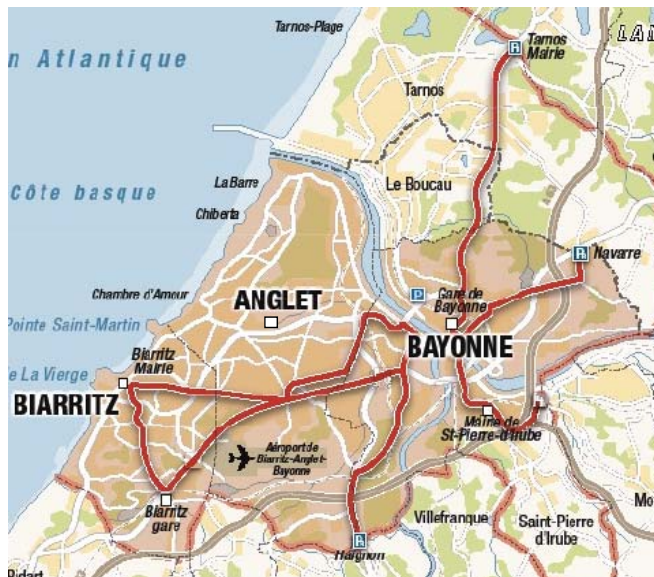 Tarnos-Plage
Tarnos
Mairie
n Atlantique
Tarnos
Le Boucau
La Barre
Côte basque
Chiberta
Navarre
Chambre d'Amour
P
ANGLET
Gare de
Bayonne
Pointe Saint-Martin
BAYONNE
Biarritz
Mairie
e La Vierge
BIARRITZ
Mairie de
St-Pierre-d'Irube
Aéroport de
Biarritz-Anglet-
Bayonne
Biarritz
gare
Villefranque
Saint-Pierre
d'Irube
Mo